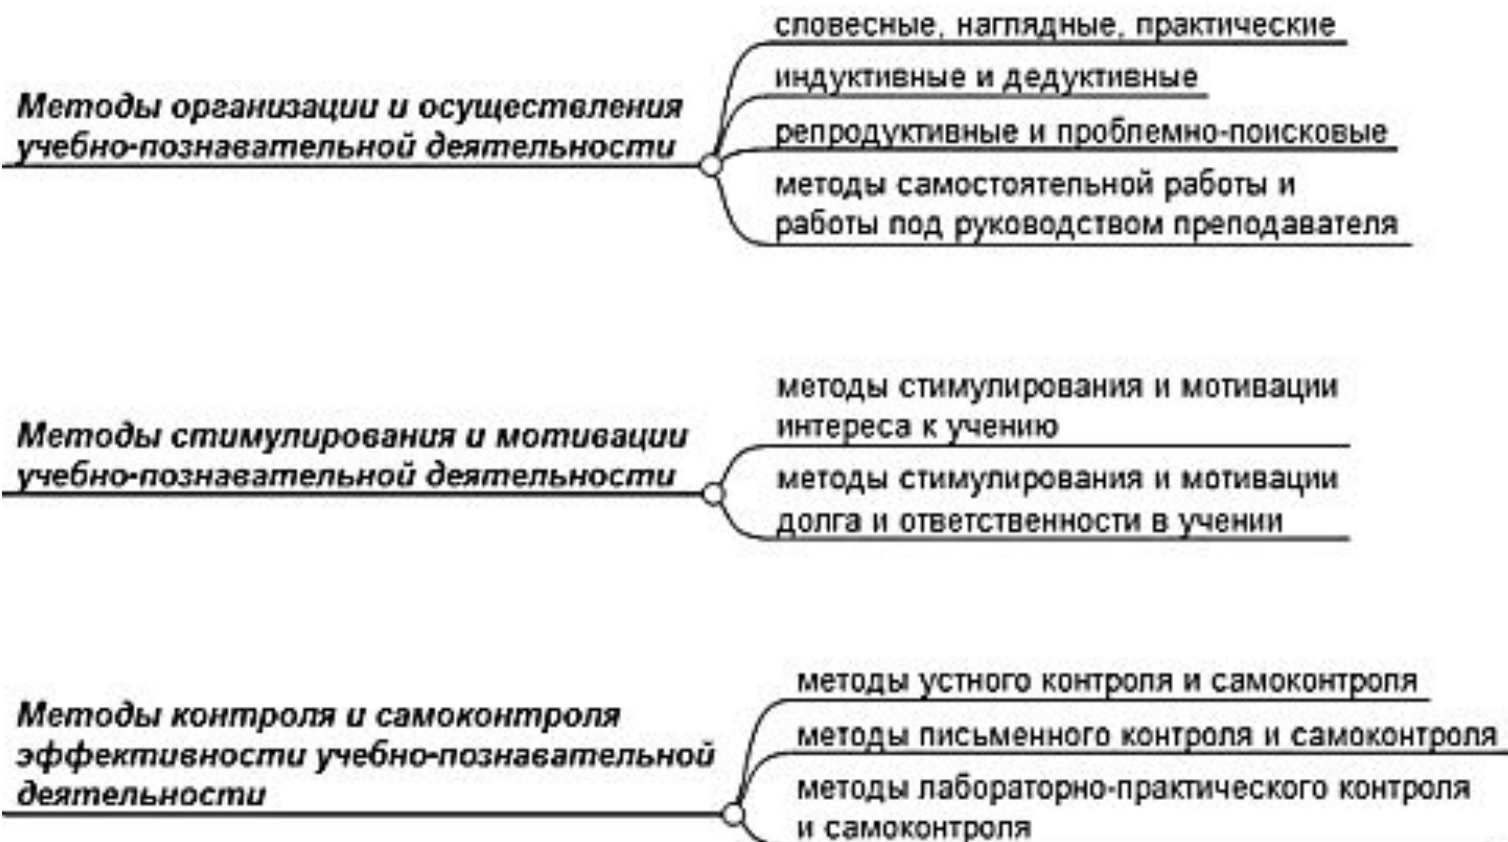 Методы организации и осуществления
учебно-познавательной деятельности
словесные, наглядные, практические
индуктивные и дедуктивные
репродуктивные и проблемно-поисковые
методы самостоятельной работы и
работы под руководством преподавателя
Методы стимулирования и мотивации
учебно-познавательной деятельности
методы стимулирования и мотивации
интереса к учению
методы стимулирования и мотивации
долга и ответственности в учении
Методы контроля и самоконтроля
эффективности учебно-познавательной
деятельности
методы устного контроля и самоконтроля
методы письменного контроля и самоконтроля
методы лабораторно-практического контроля
и самоконтроля